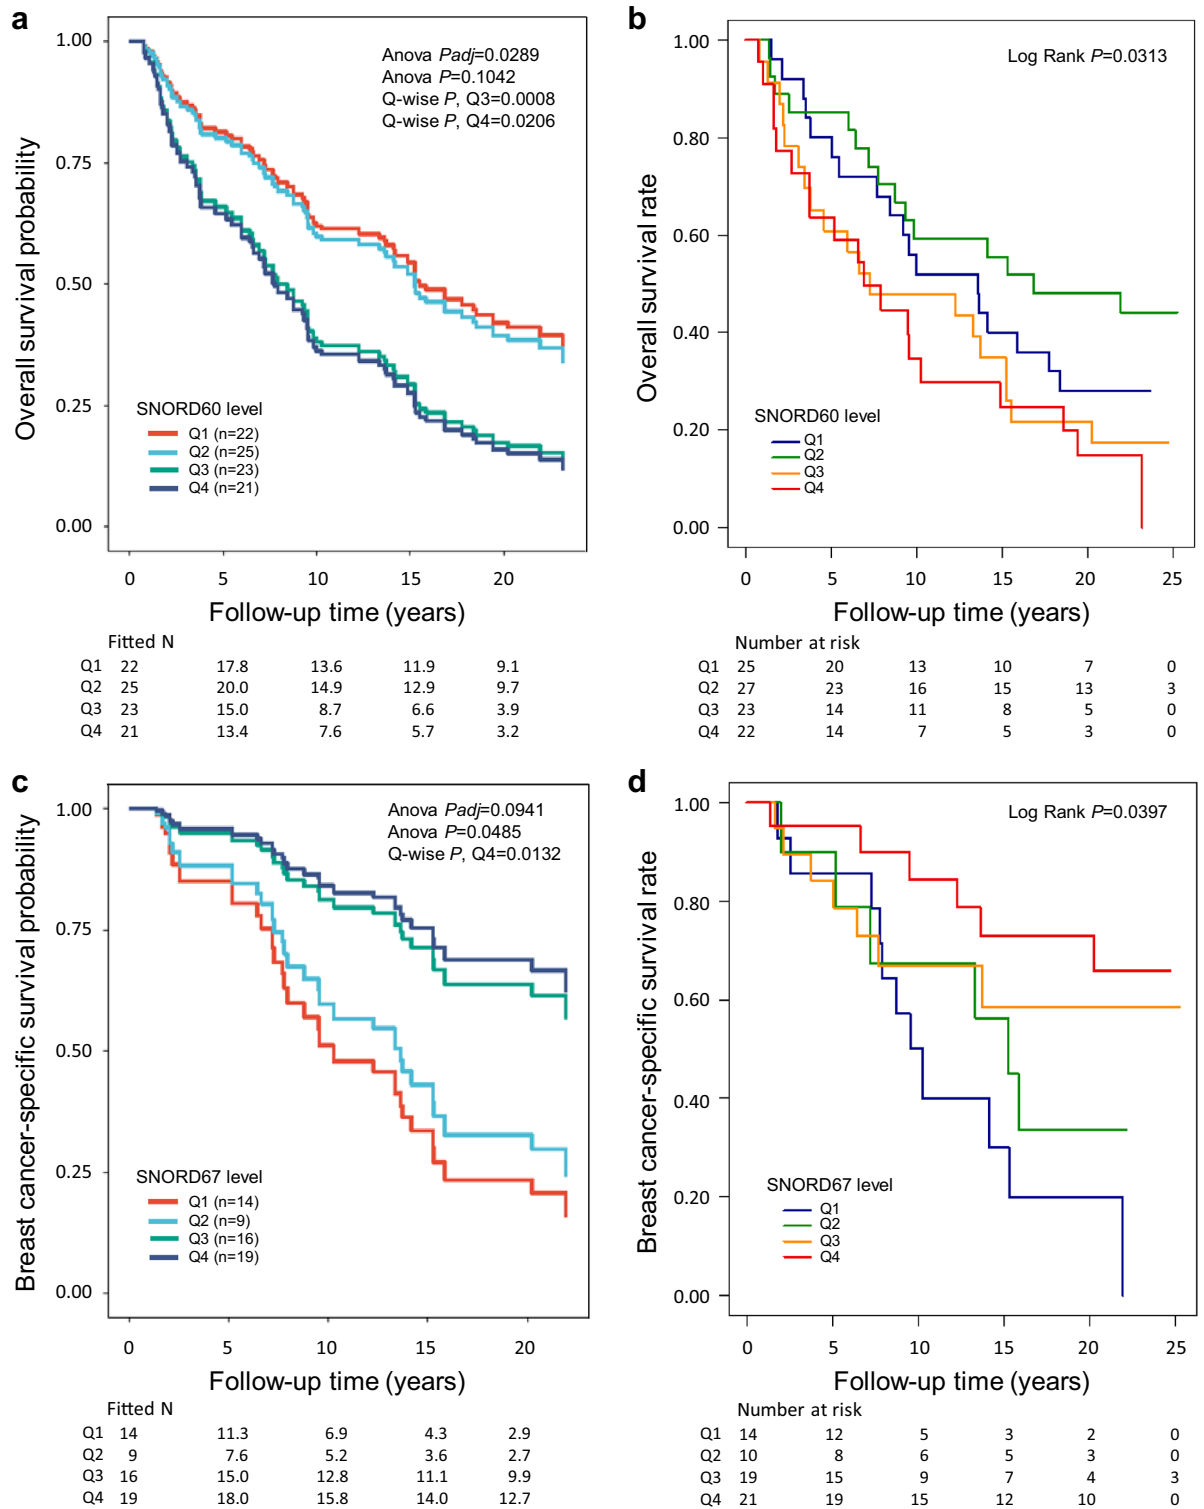 a
Overall survival probability
1.00
0.75
0.50
0.25
0.00
Anova Padj=0.0289
Anova P=0.1042
Q-wise P, Q3=0.0008
Q-wise P, Q4=0.0206
SNORD60 level
Q1 (n=22)
Q2 (n=25)
Q3 (n=23)
Q4 (n=21)
0 5 10 15 20
Follow-up time (years)
Fitted N
Q1 22 17.8 13.6 11.9 9.1
Q2 25 20.0 14.9 12.9 9.7
Q3 23 15.0 8.7 6.6 3.9
Q4 21 13.4 7.6 5.7 3.2
b
Overall survival rate
1.00
0.80
0.60
0.40
0.20
0.00
Log Rank P=0.0313
SNORD60 level
Q1
Q2
Q3
Q4
0 5 10 15 20 25
Follow-up time (years)
Number at risk
Q1 25 20 13 10 7 0
Q2 27 23 16 15 13 3
Q3 23 14 11 8 5 0
Q4 22 14 7 5 3 0
c
Breast cancer-specific survival probability
1.00
0.75
0.50
0.25
0.00
Anova Padj=0.0941
Anova P=0.0485
Q-wise P, Q4=0.0132
SNORD67 level
Q1 (n=14)
Q2 (n=9)
Q3 (n=16)
Q4 (n=19)
0 5 10 15 20
Follow-up time (years)
Fitted N
Q1 14 11.3 6.9 4.3 2.9
Q2 9 7.6 5.2 3.6 2.7
Q3 16 15.0 12.8 11.1 9.9
Q4 19 18.0 15.8 14.0 12.7
d
Breast cancer-specific survival rate
1.00
0.80
0.60
0.40
0.20
0.00
Log Rank P=0.0397
SNORD67 level
Q1
Q2
Q3
Q4
0 5 10 15 20 25
Follow-up time (years)
Number at risk
Q1 14 12 5 3 2 0
Q2 10 8 6 5 3 0
Q3 19 15 9 7 4 3
Q4 21 19 15 12 10 0